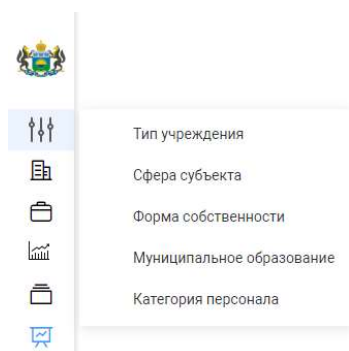 Тип учреждения
Сфера субъекта
Форма собственности
Муниципальное образование
Категория персонала